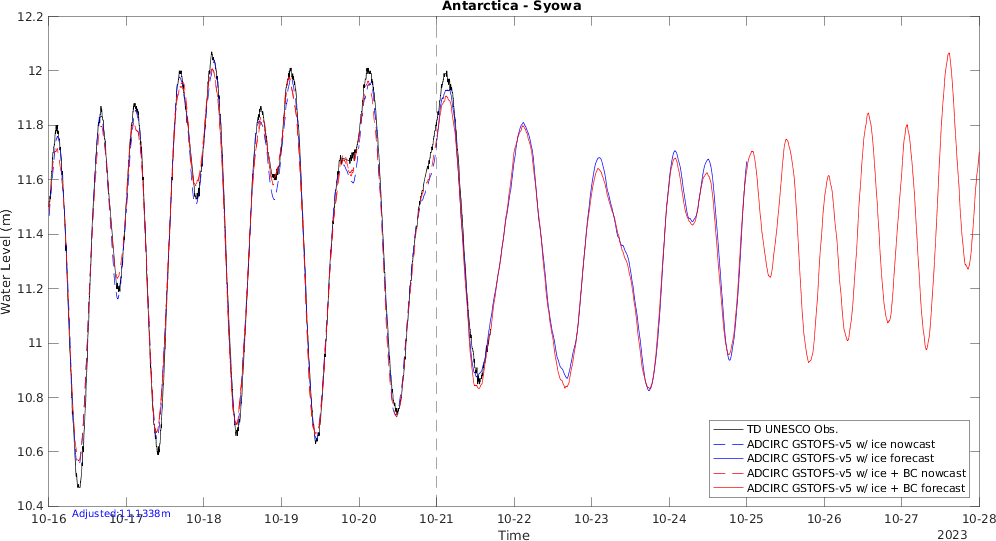 Antarctica - Syowa
Water Level (m)
12.2
12
11.8
11.6
11.4
11.2
11
10.8
10.6
10.4
TD UNESCO Obs.
ADCIRC GSTOFS-v5 w/ ice nowcast
ADCIRC GSTOFS-v5 w/ ice forecast
ADCIRC GSTOFS-v5 w/ ice + BC nowcast
ADCIRC GSTOFS-v5 w/ ice + BC forecast
Adjusted:11.1338m
10-16 10-17 10-18 10-19 10-20 10-21 10-22 10-23 10-24 10-25 10-26 10-27 10-28
Time
2023